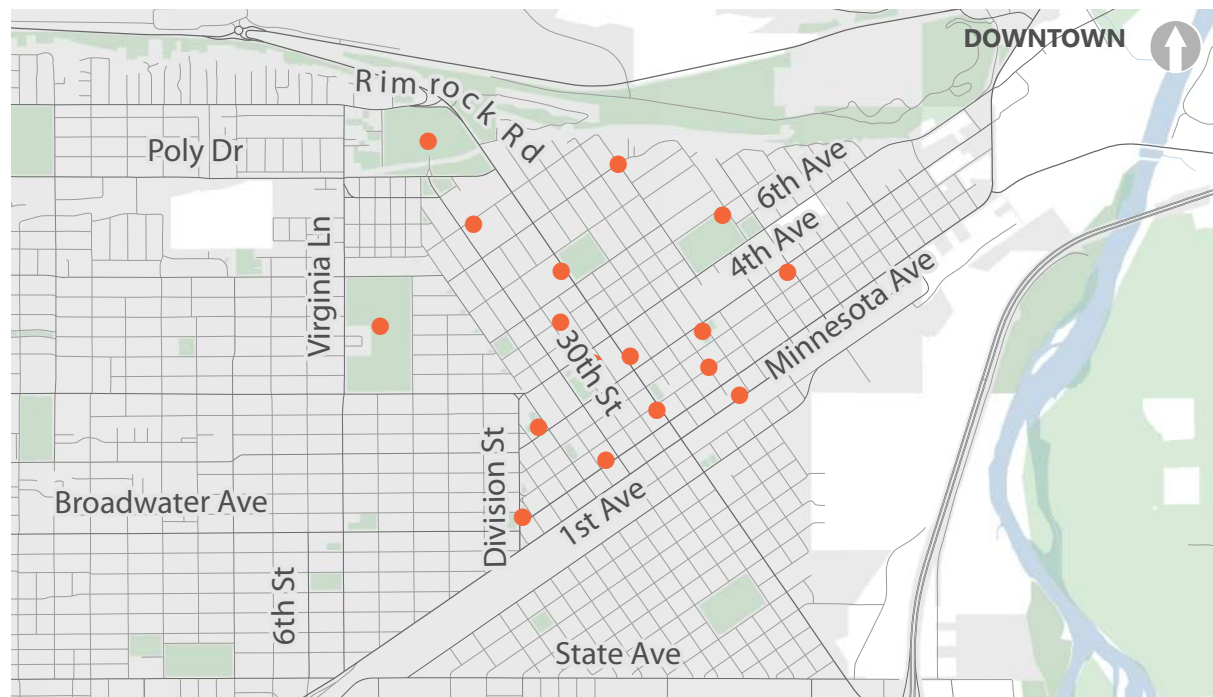 DOWNTOWN
Rimrock Rd
Poly Dr
6th Ave
4th Ave
Virginia Ln
Minnesota Ave
30th St
Division St
Broadwater Ave
1st Ave
6th St
State Ave